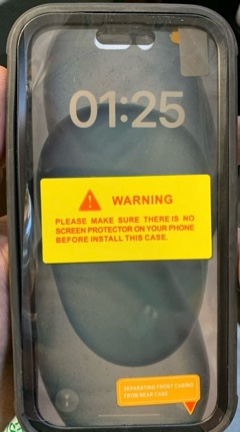 01:25
WARNING
PLEASE MAKE SURE THERE IS NO
SCREEN PROTECTOR ON YOUR PHONE
BEFORE INSTALL THIS CASE.
SEPARATING FRONT CASING
FROM REAR CASE